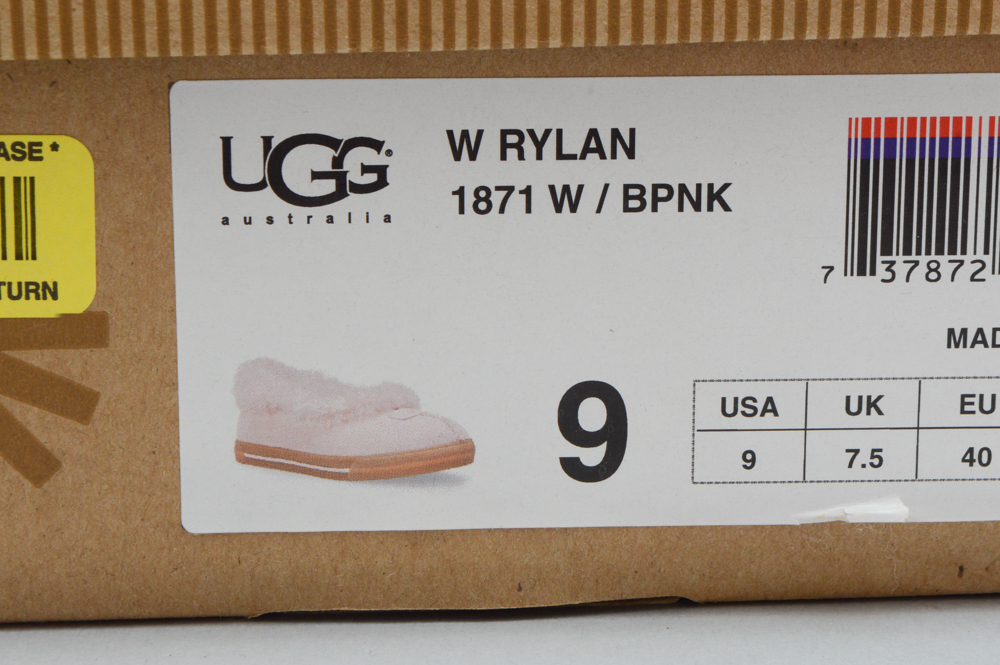 ASE*
TURN
UGG®
australia
W RYLAN
1871 W / BPNK
7 37872
MAD
9
USA UK EU
9 7.5 40